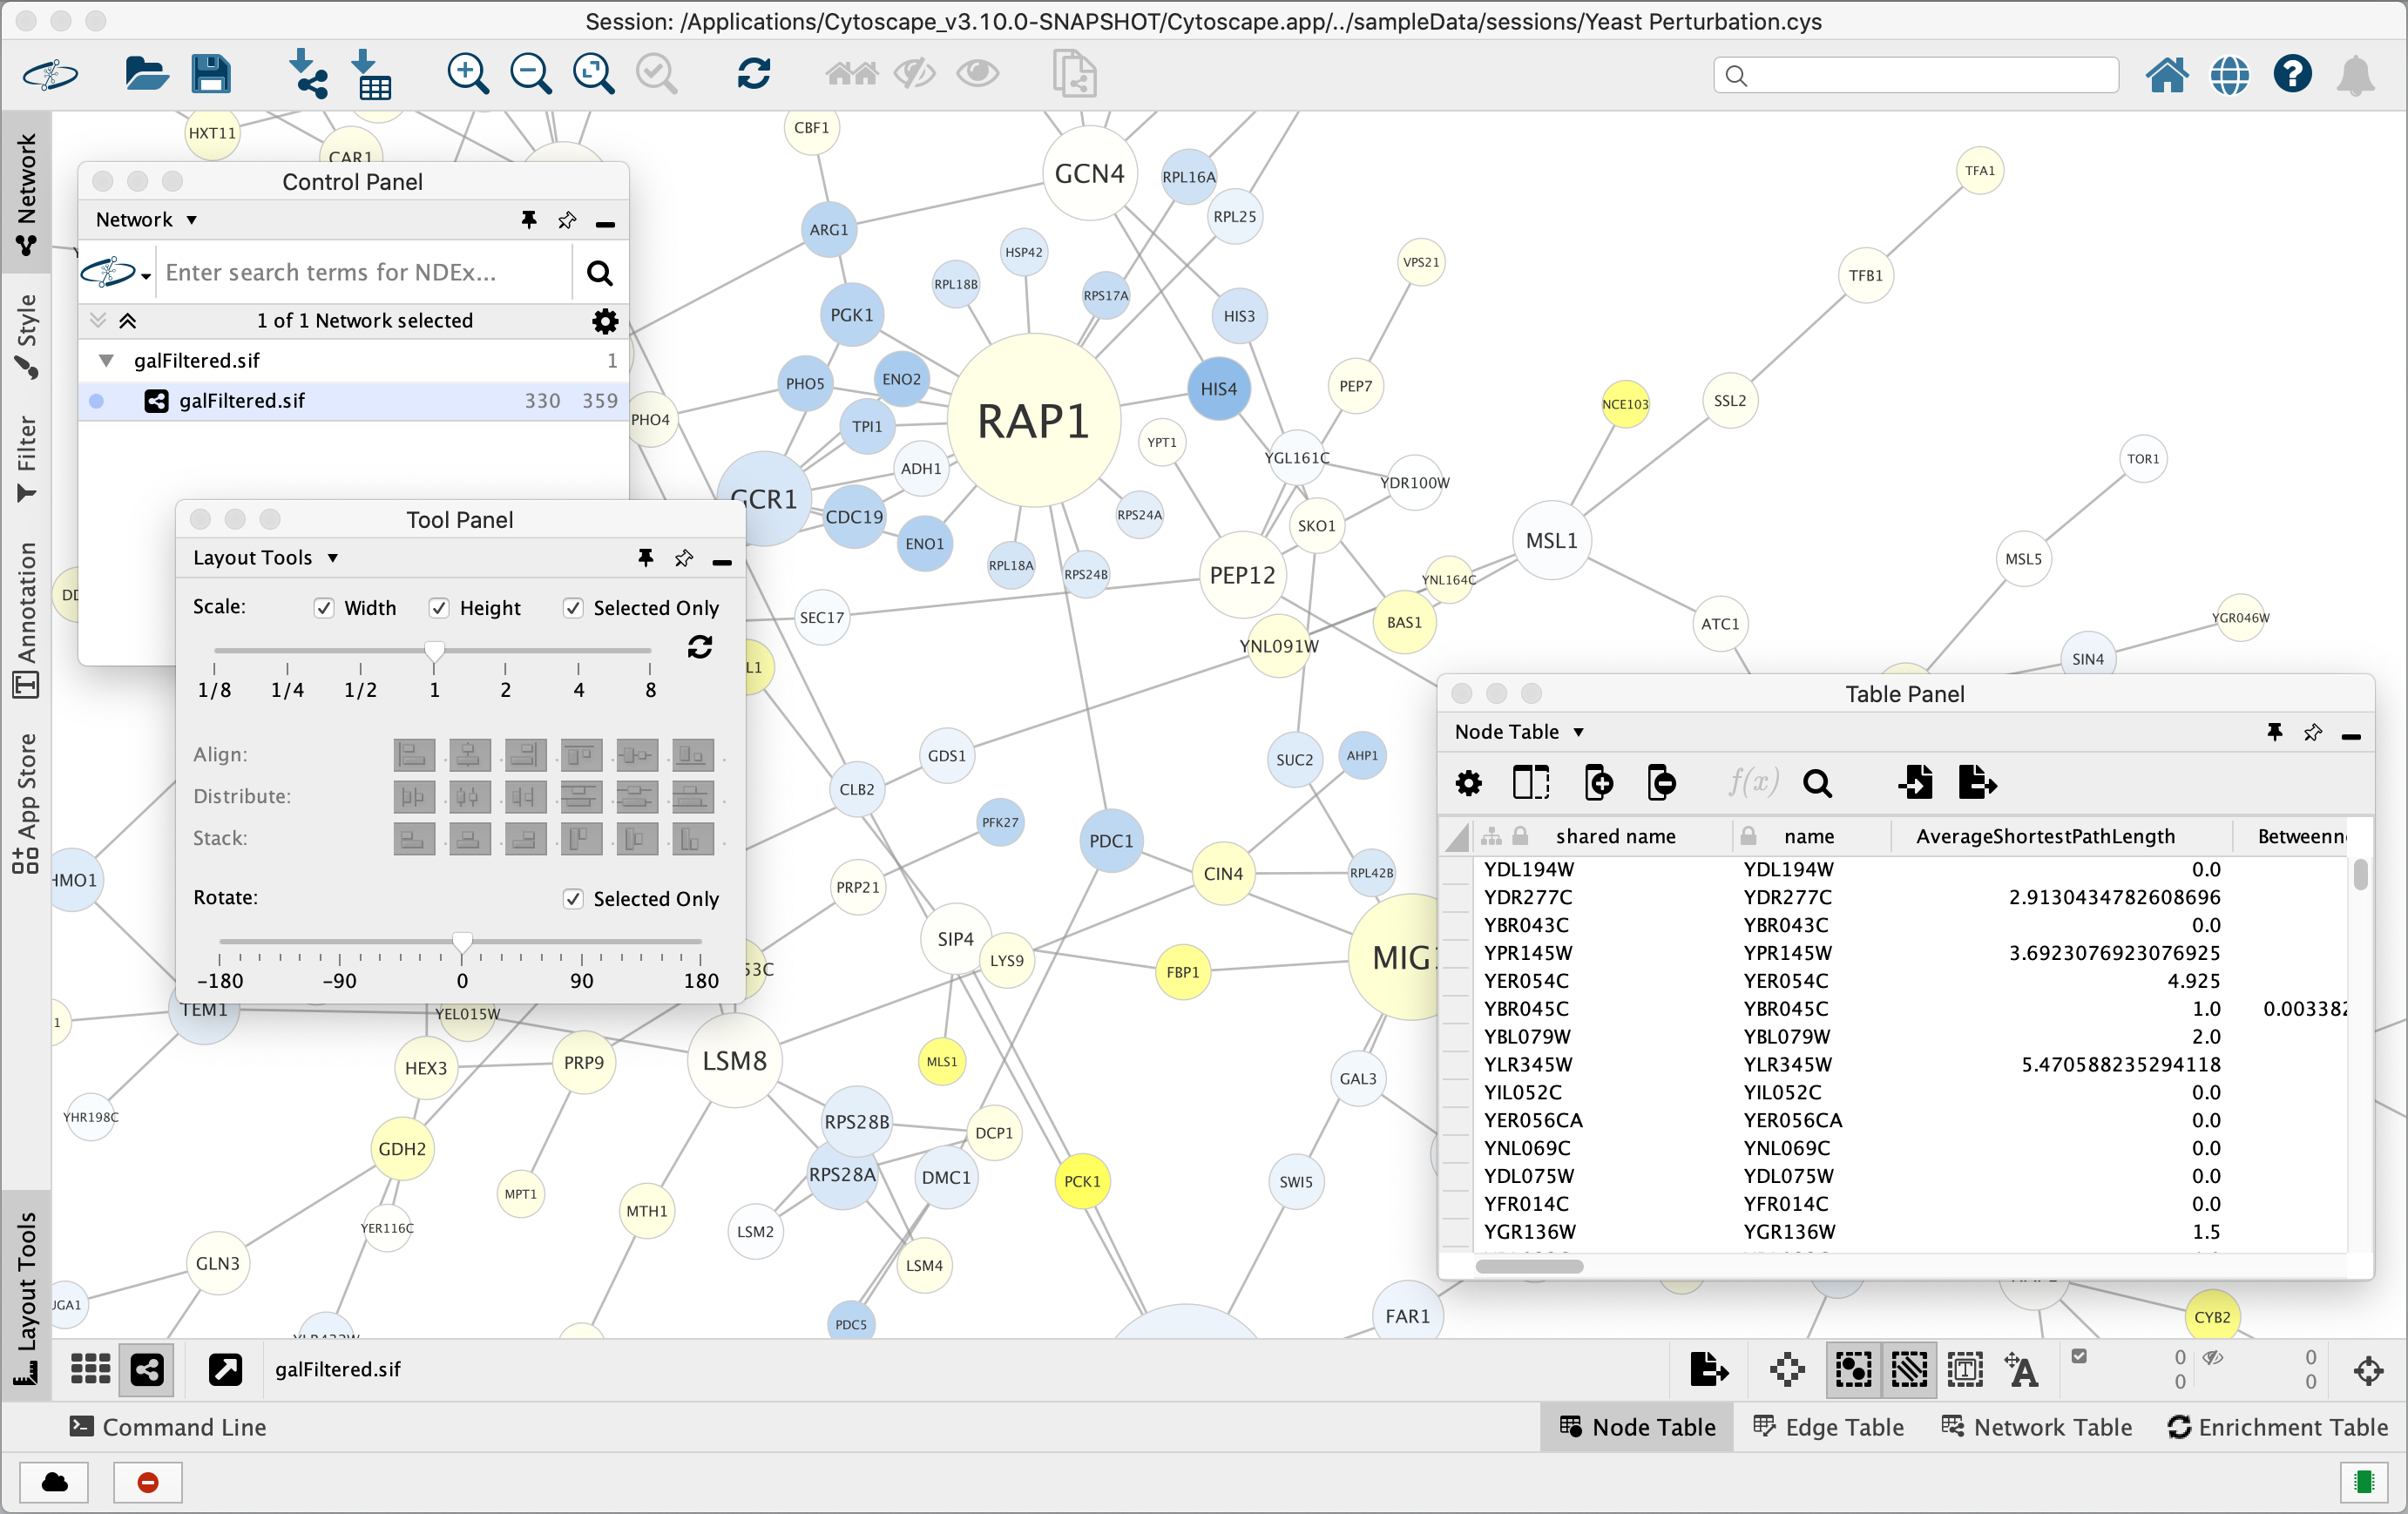 Session: /Applications/Cytoscape_v3.10.0-SNAPSHOT/Cytoscape.app/../sampleData/sessions/Yeast Perturbation.cys
Network
Style
Filter
Annotation
App Store
Layout Tools
HXT11
CAR1
CBF1
GCN4
RPL16A
TFA1
RPL25
ARG1
HSP42
VPS21
TFB1
RPL18B
RPS17A
PGK1
HIS3
PHO5
ENO2
HIS4
PEP7
SSL2
NCE103
PHO4
TPI1
RAP1
YPT1
YGL161C
TOR1
ADH1
YDR100W
GCR1
CDC19
RPS24A
SKO1
ENO1
MSL1
MSL5
RPL18A
RPS24B
PEP12
YNL164C
SEC17
BAS1
ATC1
YGR046W
YNL091W
SIN4
L1
GDS1
SUC2
AHP1
CLB2
PFK27
PDC1
CIN4
RPL42B
HMO1
PRP21
SIP4
LYS9
FBP1
MIG
53C
TEM1
YEL015W
1
HEX3
PRP9
LSM8
MLS1
GAL3
YHR198C
RPS28B
DCP1
GDH2
RPS28A
DMC1
PCK1
SWI5
MPT1
MTH1
YER116C
LSM2
GLN3
LSM4
UGA1
PDC5
FAR1
CYB2
Control Panel
Network
Enter search terms for NDEx...
1 of 1 Network selected
galFiltered.sif 1
galFiltered.sif 330 359
Tool Panel
Layout Tools
Scale: Width Height Selected Only
1/8 1/4 1/2 1 2 4 8
Align:
Distribute:
Stack:
Rotate: Selected Only
-180 -90 0 90 180
Table Panel
Node Table
f(x)
shared name name AverageShortestPathLength Betweenn
YDL194W YDL194W 0.0
YDR277C YDR277C 2.9130434782608696
YBR043C YBR043C 0.0
YPR145W YPR145W 3.6923076923076925
YER054C YER054C 4.925
YBR045C YBR045C 1.0 0.003382
YBL079W YBL079W 2.0
YLR345W YLR345W 5.470588235294118
YIL052C YIL052C 0.0
YER056CA YER056CA 0.0
YNL069C YNL069C 0.0
YDL075W YDL075W 0.0
YFR014C YFR014C 0.0
YGR136W YGR136W 1.5
galFiltered.sif
0 0
0 0
Command Line
Node Table Edge Table Network Table Enrichment Table